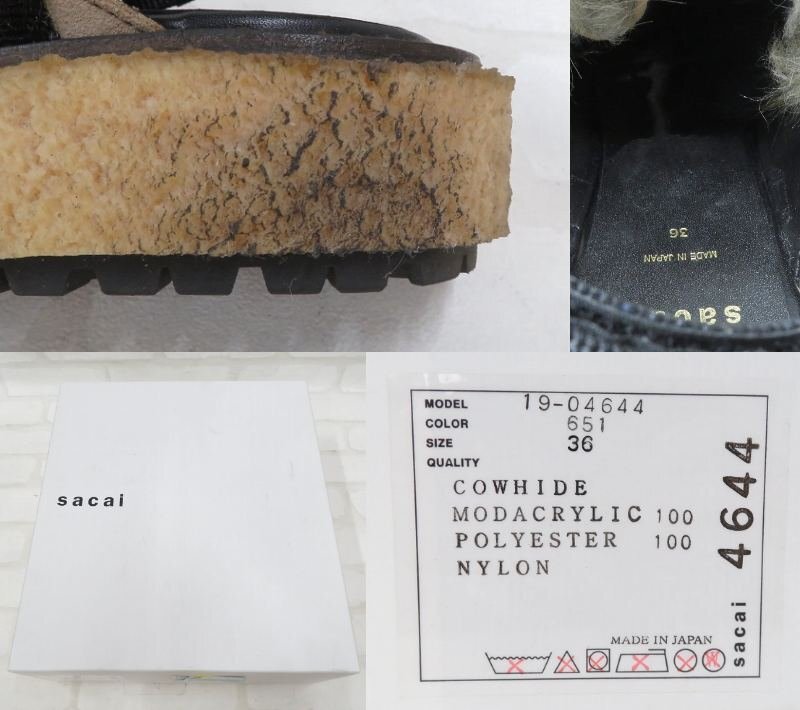 36
MADE IN JAPAN
sacai
sacai
MODEL 19-04644
COLOR 651
SIZE 36
QUALITY
COWHIDE
MODACRYLIC 100
POLYESTER 100
NYLON
MADE IN JAPAN
sacai 4644